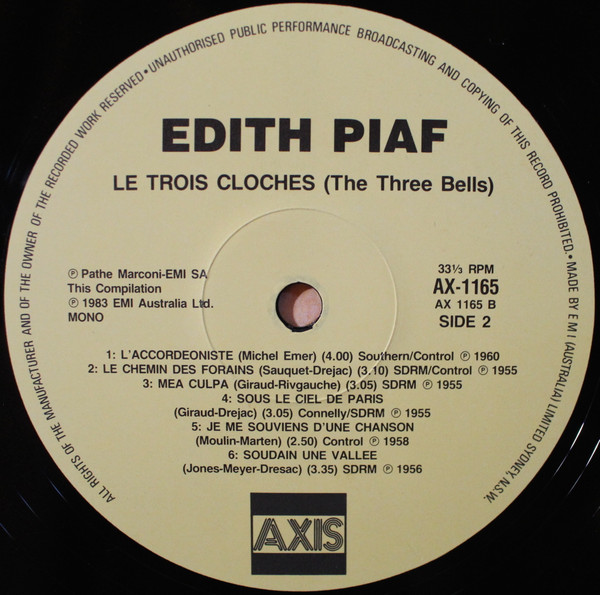 ALL RIGHTS OF THE MANUFACTURER AND OF THE OWNER OF THE RECORDED WORK RESERVED • UNAUTHORISED PUBLIC PERFORMANCE BROADCASTING AND COPYING OF THIS RECORD PROHIBITED. • MADE BY E M I (AUSTRALIA) LIMITED SYDNEY, N.S.W.
EDITH PIAF
LE TROIS CLOCHES (The Three Bells)
℗ Pathe Marconi-EMI SA
This Compilation
℗ 1983 EMI Australia Ltd.
MONO
33⅓ RPM
AX-1165
AX 1165 B
SIDE 2
1: L'ACCORDEONISTE (Michel Emer) (4.00) Southern/Control ℗ 1960
2: LE CHEMIN DES FORAINS (Sauquet-Drejac) (3.10) SDRM/Control ℗ 1955
3: MEA CULPA (Giraud-Rivgauche) (3.05) SDRM ℗ 1955
4: SOUS LE CIEL DE PARIS
(Giraud-Drejac) (3.05) Connelly/SDRM ℗ 1955
5: JE ME SOUVIENS D'UNE CHANSON
(Moulin-Marten) (2.50) Control ℗ 1958
6: SOUDAIN UNE VALLEE
(Jones-Meyer-Dresac) (3.35) SDRM ℗ 1956
AXIS